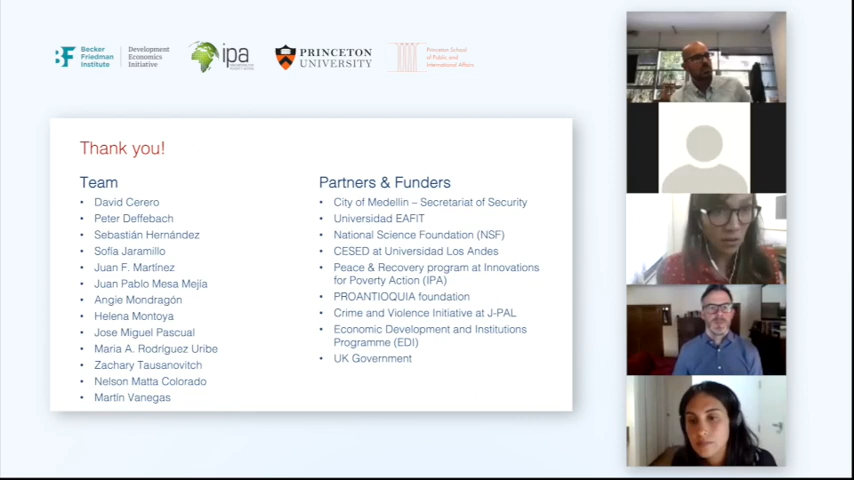 Becker
Friedman
Institute
Development
Economics
Initiative
ipa
PRINCETON
UNIVERSITY
Princeton School
of Public and
International Affairs
Thank you!
Team
• David Cerero
• Peter Deffebach
• Sebastián Hernández
• Sofía Jaramillo
• Juan F. Martínez
• Juan Pablo Mesa Mejía
• Angie Mondragón
• Helena Montoya
• Jose Miguel Pascual
• Maria A. Rodríguez Uribe
• Zachary Tausanovitch
• Nelson Matta Colorado
• Martín Vanegas
Partners & Funders
• City of Medellin – Secretariat of Security
• Universidad EAFIT
• National Science Foundation (NSF)
• CESED at Universidad Los Andes
• Peace & Recovery program at Innovations
for Poverty Action (IPA)
• PROANTIOQUIA foundation
• Crime and Violence Initiative at J-PAL
• Economic Development and Institutions
Programme (EDI)
• UK Government